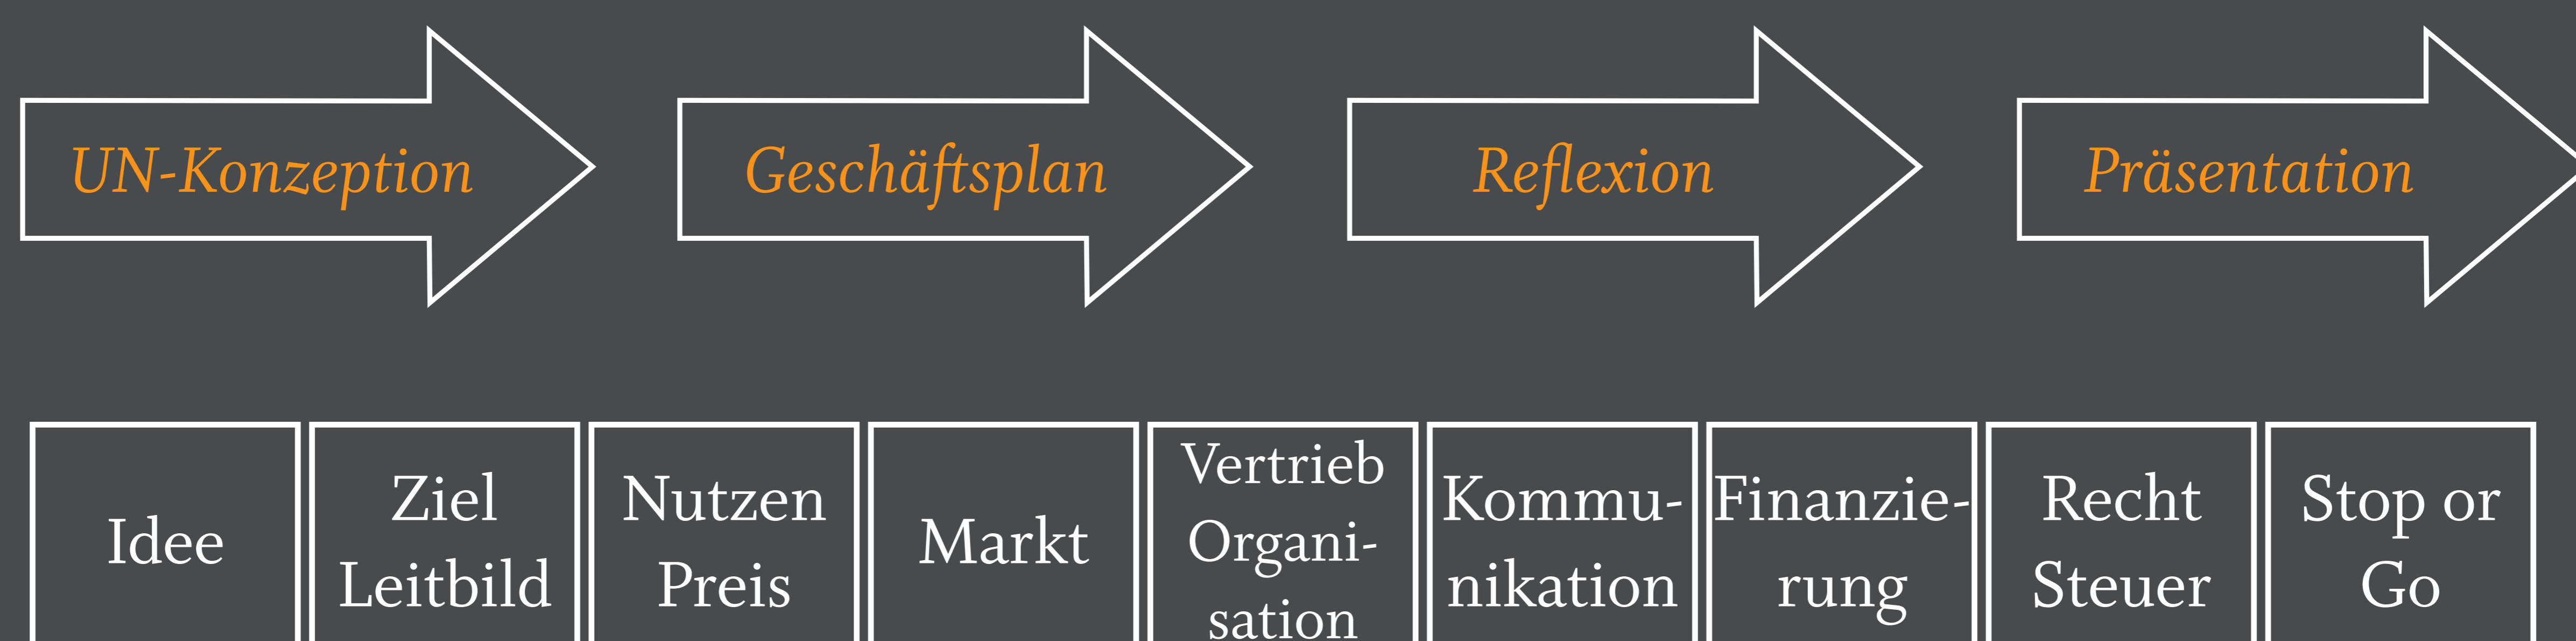 UN-Konzeption
Geschäftsplan
Reflexion
Präsentation
Idee
Ziel
Leitbild
Nutzen
Preis
Markt
Vertrieb
Organi-
sation
Kommu-
nikation
Finanzie-
rung
Recht
Steuer
Stop or
Go